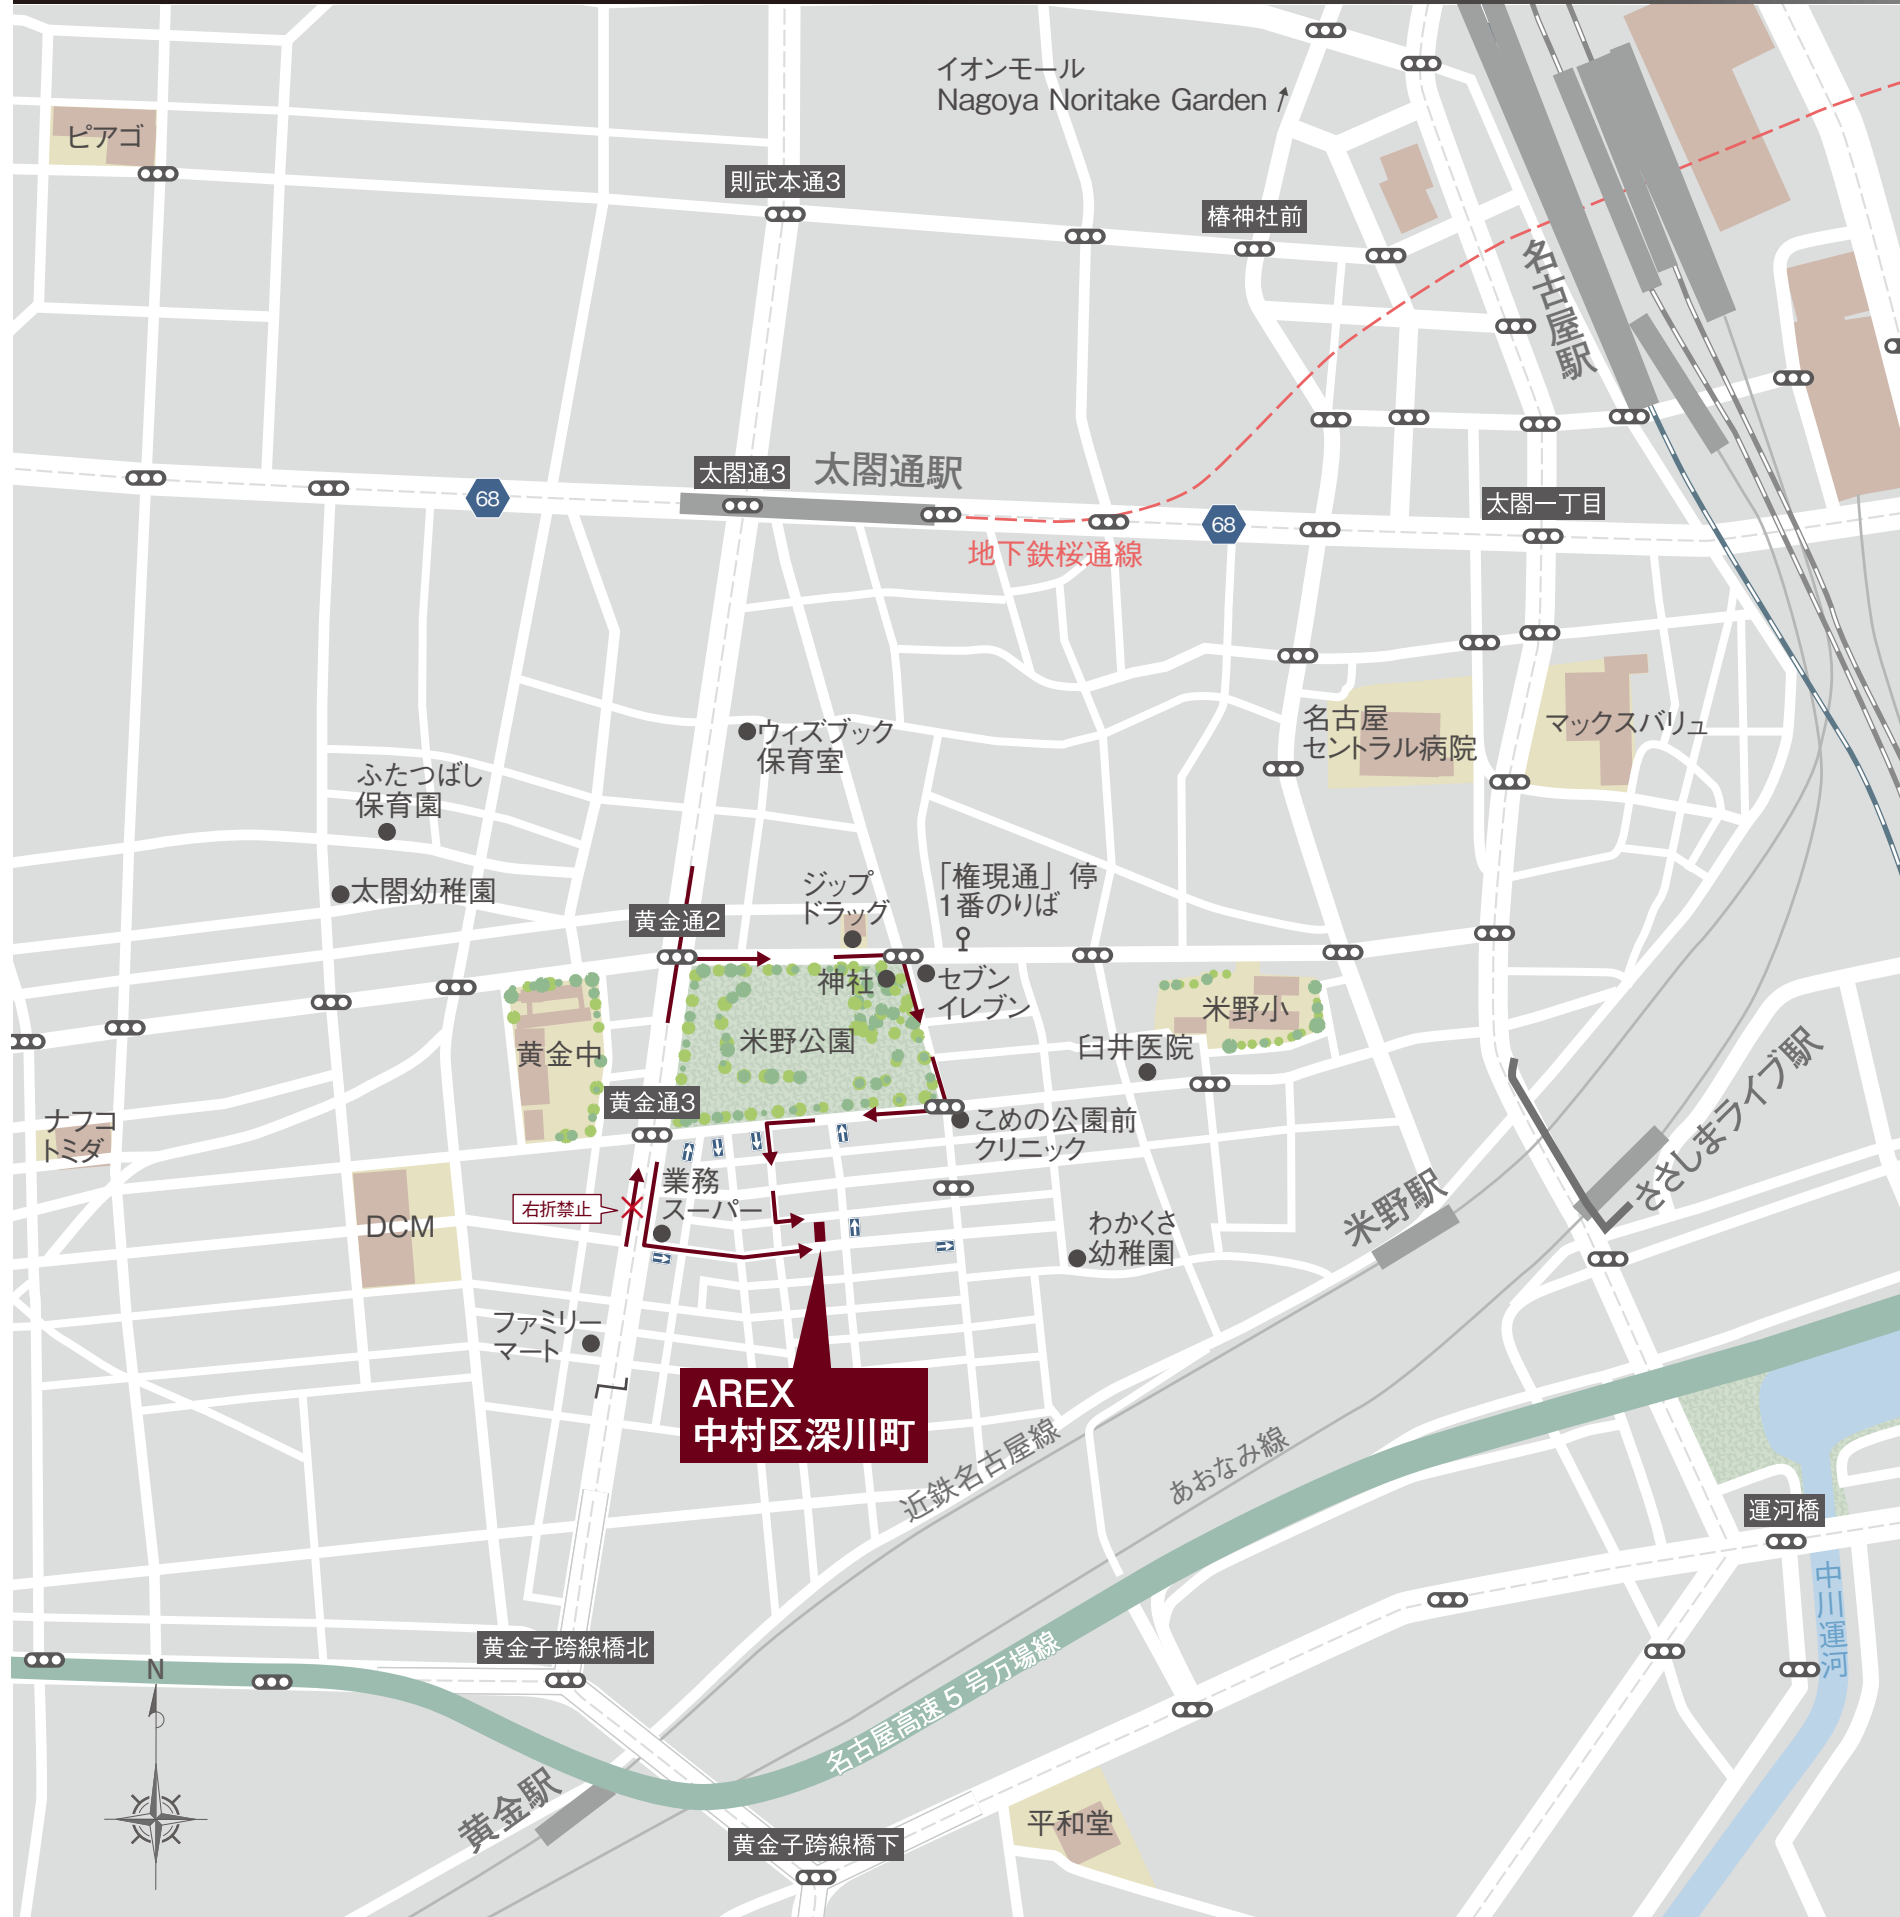 イオンモール
Nagoya Noritake Garden
ピアゴ
則武本通3
椿神社前
名古屋駅
太閤通3
太閤通駅
68
68
太閤一丁目
地下鉄桜通線
ウィズブック
保育室
名古屋
セントラル病院
マックスバリュ
ふたつばし
保育園
太閤幼稚園
ジップ
ドラッグ
「権現通」停
1番のりば
黄金通2
神社
セブン
イレブン
米野公園
米野小
黄金中
臼井医院
ささしまライブ駅
黄金通3
ナフコ
トミダ
こめの公園前
クリニック
業務
スーパー
右折禁止
米野駅
DCM
わかくさ
幼稚園
ファミリー
マート
AREX
中村区深川町
近鉄名古屋線
あおなみ線
運河橋
中川運河
黄金子跨線橋北
N
名古屋高速5号万場線
黄金駅
平和堂
黄金子跨線橋下